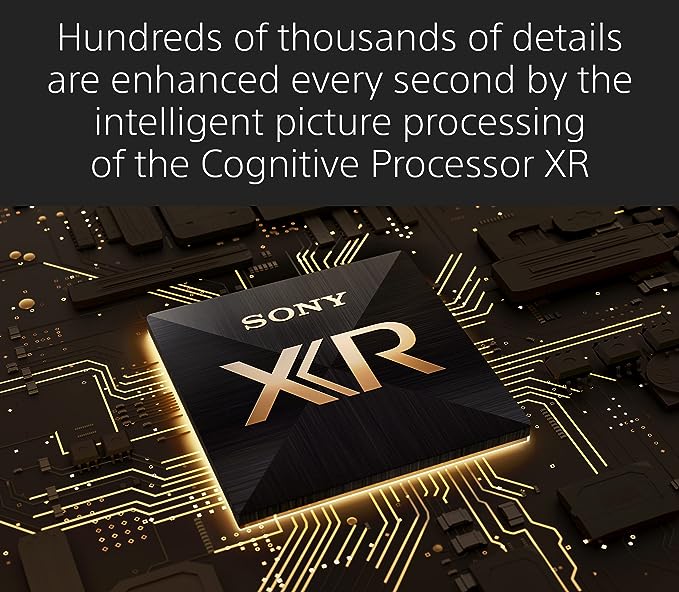 Hundreds of thousands of details
are enhanced every second by the
intelligent picture processing
of the Cognitive Processor XR
SONY
XR